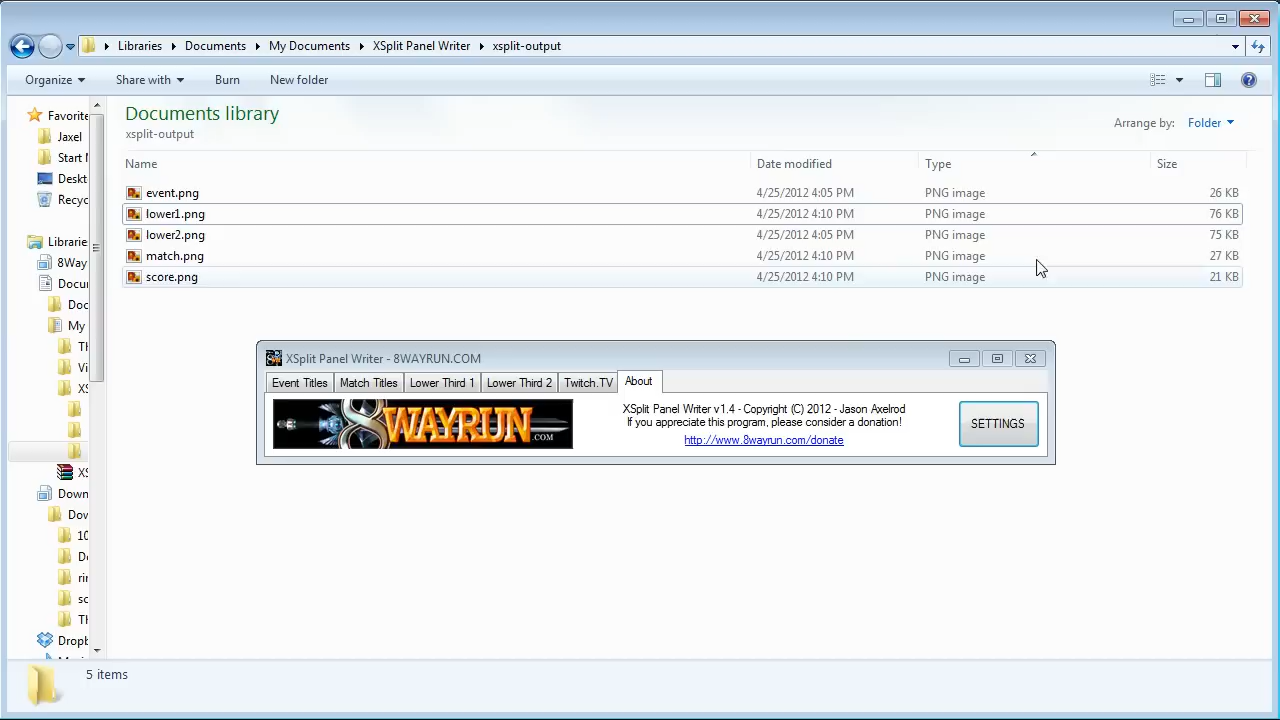 Libraries Documents My Documents XSplit Panel Writer xsplit-output
Organize Share with Burn New folder
Documents library
xsplit-output
Arrange by: Folder
Name Date modified Type Size
event.png 4/25/2012 4:05 PM PNG image 26 KB
lower1.png 4/25/2012 4:10 PM PNG image 76 KB
lower2.png 4/25/2012 4:05 PM PNG image 75 KB
match.png 4/25/2012 4:10 PM PNG image 27 KB
score.png 4/25/2012 4:10 PM PNG image 21 KB
Favorite
Jaxel
Start
Deskt
Recyc
Librarie
8Way
Docu
Doc
My
Tl
Vi
XS
XS
Down
Dov
10
Do
rir
sc
Tl
Dropb
XSplit Panel Writer - 8WAYRUN.COM
Event Titles Match Titles Lower Third 1 Lower Third 2 Twitch.TV About
8WAYRUN.COM
XSplit Panel Writer v1.4 - Copyright (C) 2012 - Jason Axelrod
If you appreciate this program, please consider a donation!
http://www.8wayrun.com/donate
SETTINGS
5 items